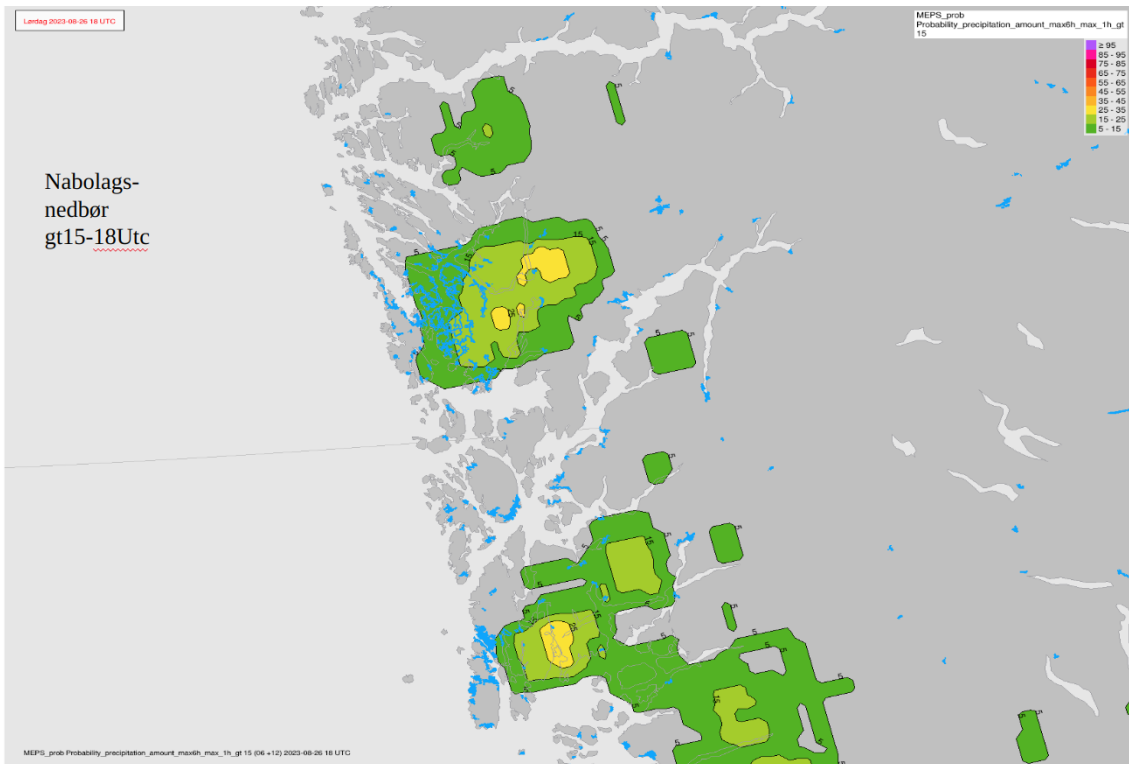 Lørdag 2023-08-26 18 UTC
MEPS_prob
Probability_precipitation_amount_max6h_max_1h_gt
15
≥ 95
85 - 95
75 - 85
65 - 75
55 - 65
45 - 55
35 - 45
25 - 35
15 - 25
5 - 15
Nabolags-
nedbør
gt15-18Utc
MEPS_prob Probability_precipitation_amount_max6h_max_1h_gt 15 (06 +12) 2023-08-26 18 UTC